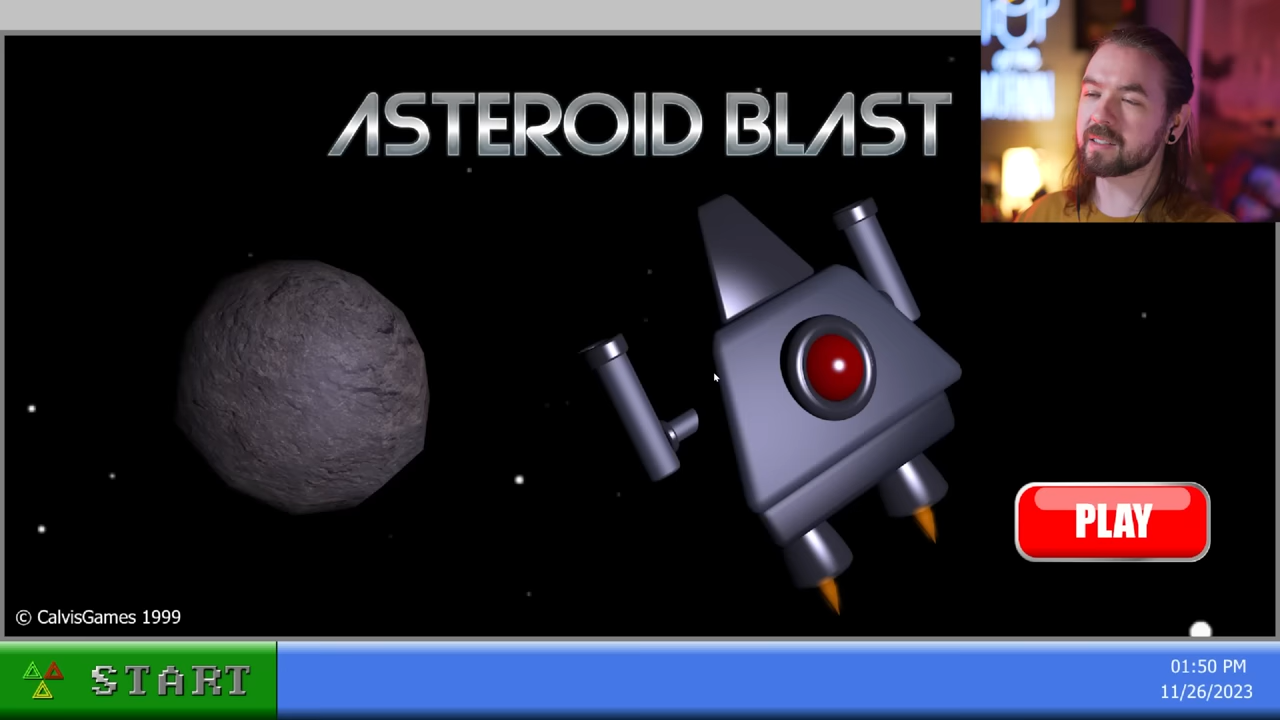 ASTEROID BLAST
PLAY
© CalvisGames 1999
START
01:50 PM
11/26/2023